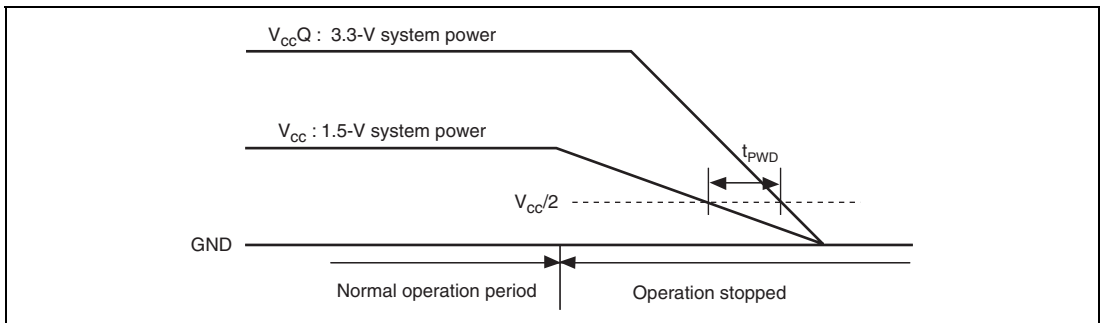 VccQ : 3.3-V system power
Vcc : 1.5-V system power
tPWD
Vcc/2
GND
Normal operation period
Operation stopped